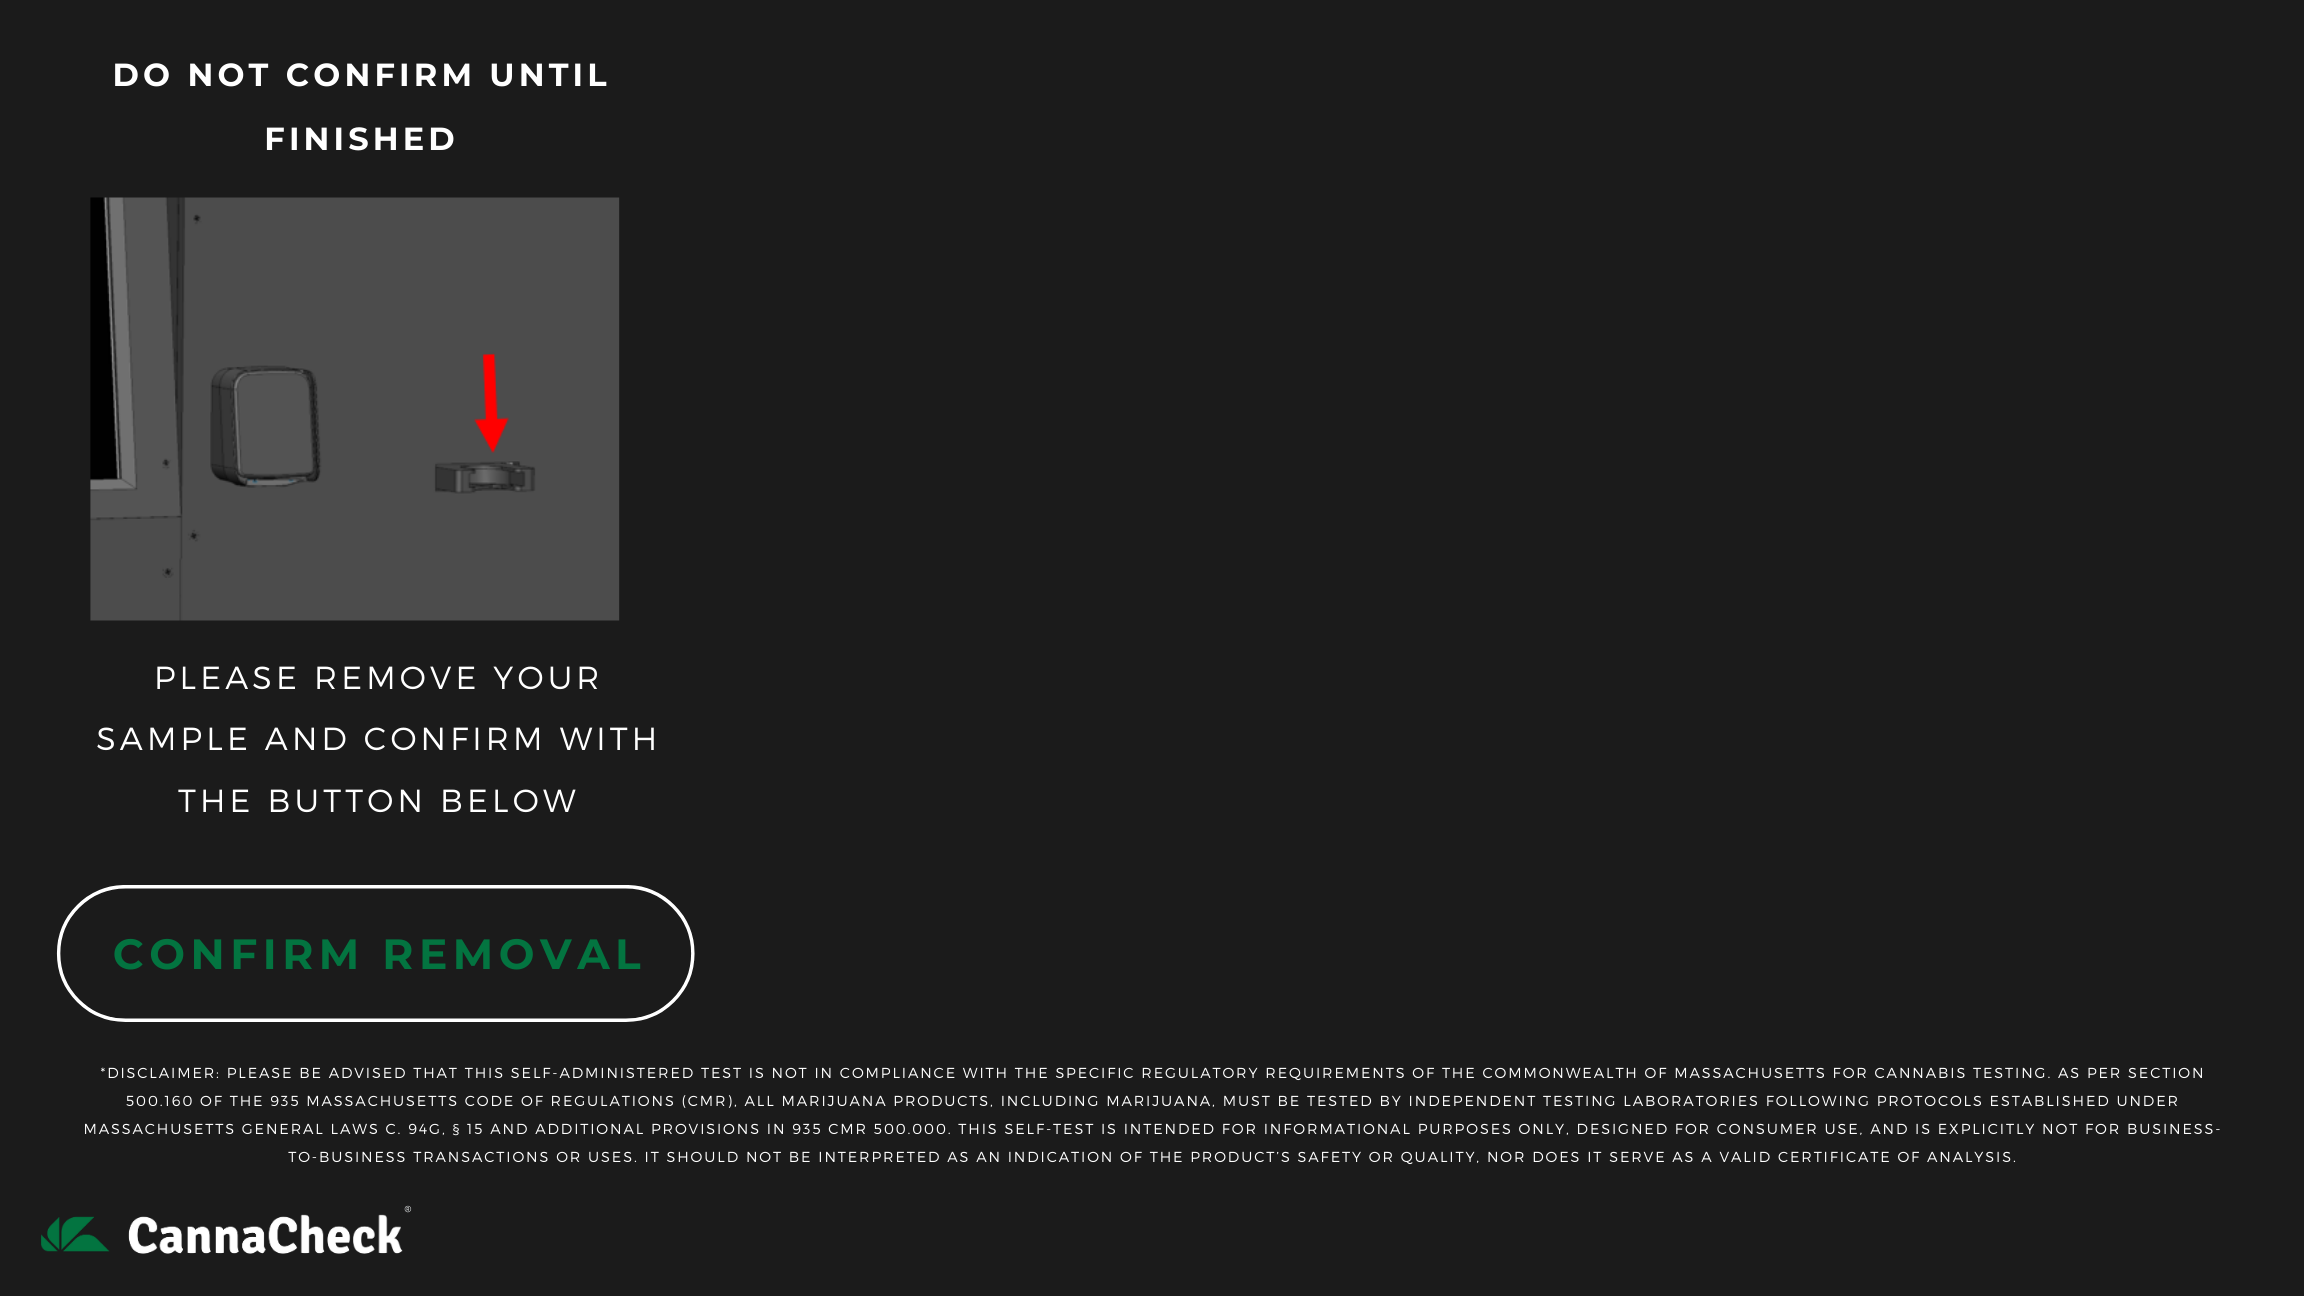 DO NOT CONFIRM UNTIL
FINISHED
PLEASE REMOVE YOUR
SAMPLE AND CONFIRM WITH
THE BUTTON BELOW
CONFIRM REMOVAL
*DISCLAIMER: PLEASE BE ADVISED THAT THIS SELF-ADMINISTERED TEST IS NOT IN COMPLIANCE WITH THE SPECIFIC REGULATORY REQUIREMENTS OF THE COMMONWEALTH OF MASSACHUSETTS FOR CANNABIS TESTING. AS PER SECTION
500.160 OF THE 935 MASSACHUSETTS CODE OF REGULATIONS (CMR), ALL MARIJUANA PRODUCTS, INCLUDING MARIJUANA, MUST BE TESTED BY INDEPENDENT TESTING LABORATORIES FOLLOWING PROTOCOLS ESTABLISHED UNDER
MASSACHUSETTS GENERAL LAWS C. 94G, § 15 AND ADDITIONAL PROVISIONS IN 935 CMR 500.000. THIS SELF-TEST IS INTENDED FOR INFORMATIONAL PURPOSES ONLY, DESIGNED FOR CONSUMER USE, AND IS EXPLICITLY NOT FOR BUSINESS-
TO-BUSINESS TRANSACTIONS OR USES. IT SHOULD NOT BE INTERPRETED AS AN INDICATION OF THE PRODUCT'S SAFETY OR QUALITY, NOR DOES IT SERVE AS A VALID CERTIFICATE OF ANALYSIS.
CannaCheck®